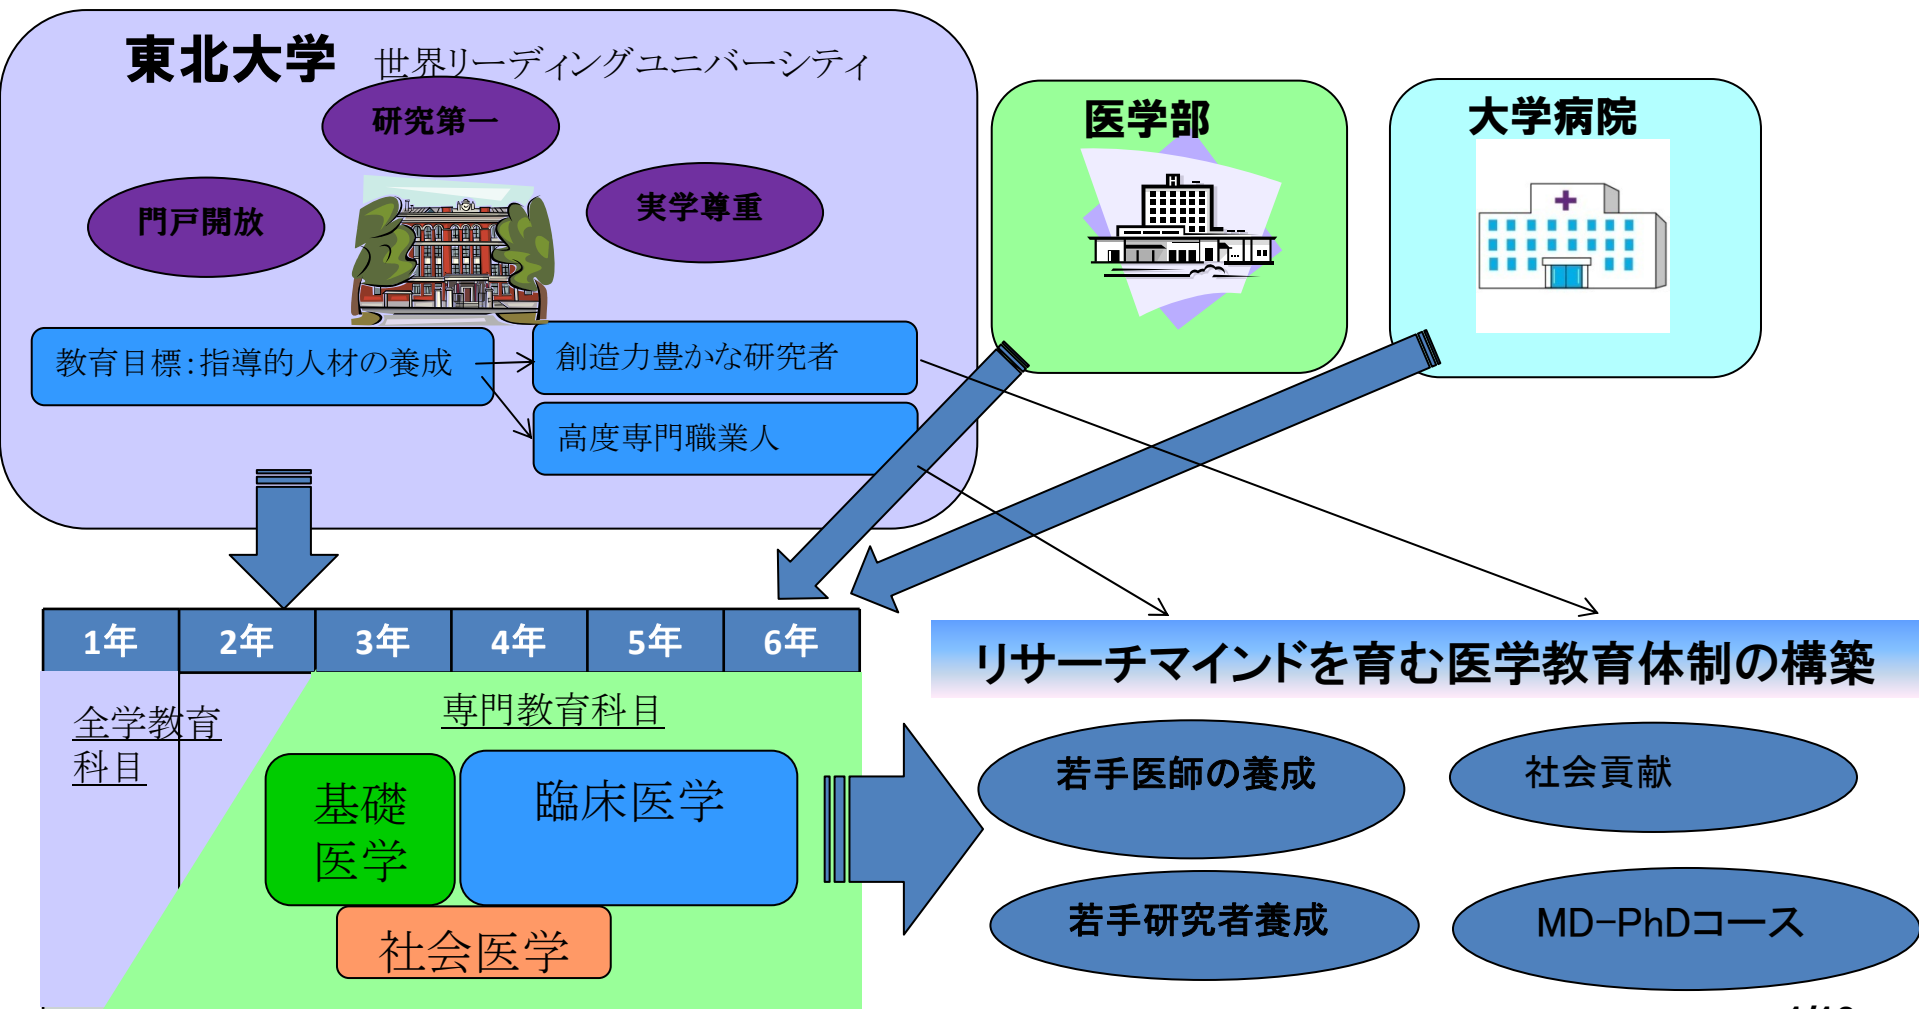 東北大学 世界リーディングユニバーシティ
研究第一
門戸開放
実学尊重
教育目標:指導的人材の養成
創造力豊かな研究者
高度専門職業人
医学部
大学病院
1年 2年 3年 4年 5年 6年
全学教育
科目
専門教育科目
基礎
医学
臨床医学
社会医学
リサーチマインドを育む医学教育体制の構築
若手医師の養成
社会貢献
若手研究者養成
MD-PhDコース